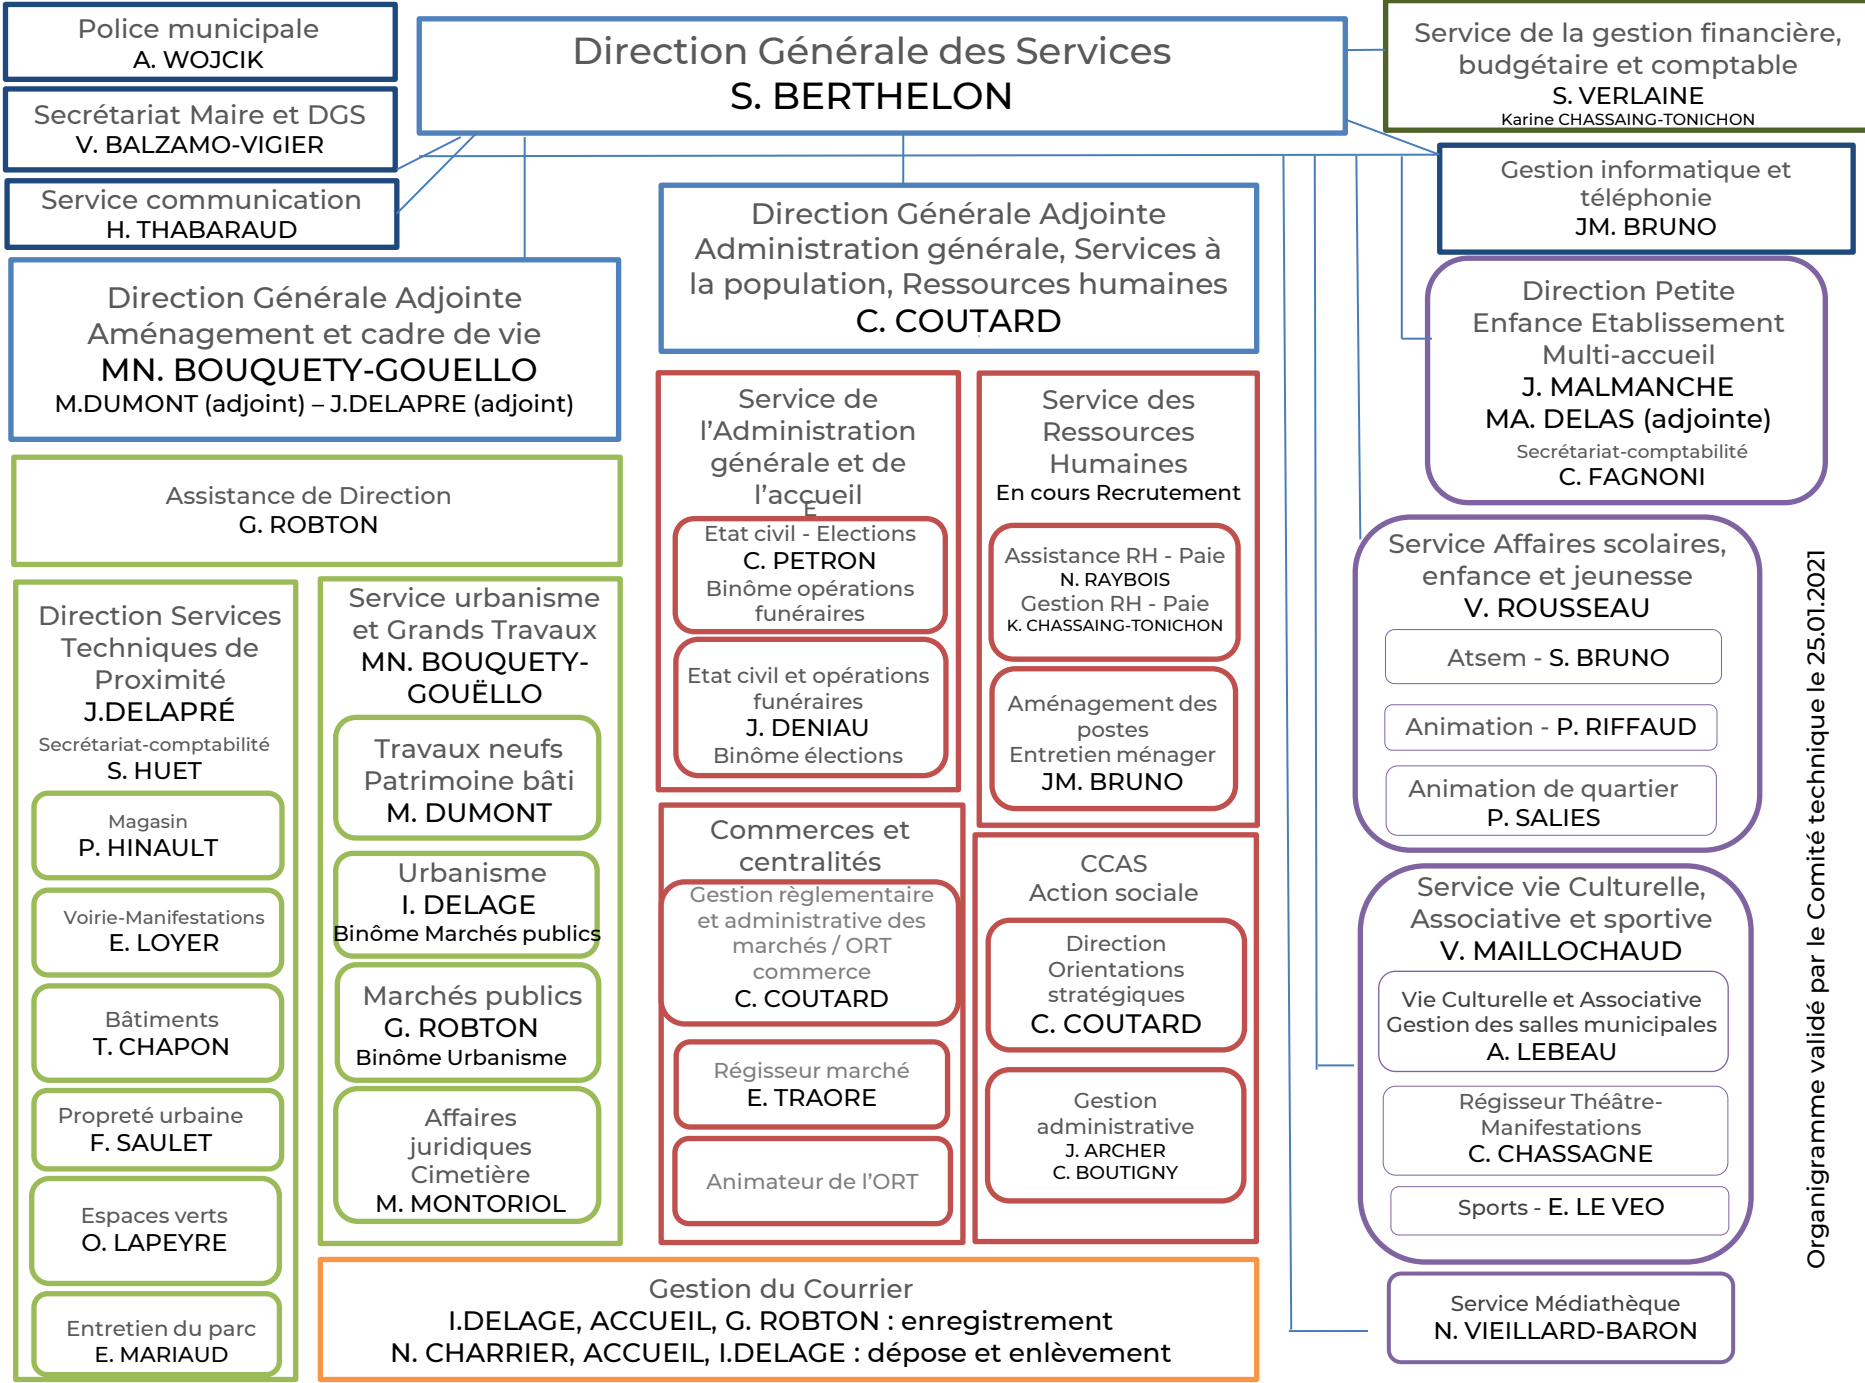 Police municipale
A. WOJCIK
Secrétariat Maire et DGS
V. BALZAMO-VIGIER
Service communication
H. THABARAUD
Direction Générale des Services
S. BERTHELON
Service de la gestion financière,
budgétaire et comptable
S. VERLAINE
Karine CHASSAING-TONICHON
Gestion informatique et
téléphonie
JM. BRUNO
Direction Générale Adjointe
Aménagement et cadre de vie
MN. BOUQUETY-GOUELLO
M.DUMONT (adjoint) – J.DELAPRE (adjoint)
Direction Générale Adjointe
Administration générale, Services à
la population, Ressources humaines
C. COUTARD
Assistance de Direction
G. ROBTON
Direction Services
Techniques de
Proximité
J.DELAPRÉ
Secrétariat-comptabilité
S. HUET
Magasin
P. HINAULT
Voirie-Manifestations
E. LOYER
Bâtiments
T. CHAPON
Propreté urbaine
F. SAULET
Espaces verts
O. LAPEYRE
Entretien du parc
E. MARIAUD
Service urbanisme
et Grands Travaux
MN. BOUQUETY-
GOUËLLO
Travaux neufs
Patrimoine bâti
M. DUMONT
Urbanisme
I. DELAGE
Binôme Marchés publics
Marchés publics
G. ROBTON
Binôme Urbanisme
Affaires
juridiques
Cimetière
M. MONTORIOL
Service de
l'Administration
générale et de
l'accueil
E
Etat civil - Elections
C. PETRON
Binôme opérations
funéraires
Etat civil et opérations
funéraires
J. DENIAU
Binôme élections
Service des
Ressources
Humaines
En cours Recrutement
Assistance RH - Paie
N. RAYBOIS
Gestion RH - Paie
K. CHASSAING-TONICHON
Aménagement des
postes
Entretien ménager
JM. BRUNO
Commerces et
centralités
Gestion règlementaire
et administrative des
marchés / ORT
commerce
C. COUTARD
Régisseur marché
E. TRAORE
Animateur de l'ORT
CCAS
Action sociale
Direction
Orientations
stratégiques
C. COUTARD
Gestion
administrative
J. ARCHER
C. BOUTIGNY
Gestion du Courrier
I.DELAGE, ACCUEIL, G. ROBTON : enregistrement
N. CHARRIER, ACCUEIL, I.DELAGE : dépose et enlèvement
Direction Petite
Enfance Etablissement
Multi-accueil
J. MALMANCHE
MA. DELAS (adjointe)
Secrétariat-comptabilité
C. FAGNONI
Service Affaires scolaires,
enfance et jeunesse
V. ROUSSEAU
Atsem - S. BRUNO
Animation - P. RIFFAUD
Animation de quartier
P. SALIES
Service vie Culturelle,
Associative et sportive
V. MAILLOCHAUD
Vie Culturelle et Associative
Gestion des salles municipales
A. LEBEAU
Régisseur Théâtre-
Manifestations
C. CHASSAGNE
Sports - E. LE VEO
Service Médiathèque
N. VIEILLARD-BARON
Organigramme validé par le Comité technique le 25.01.2021